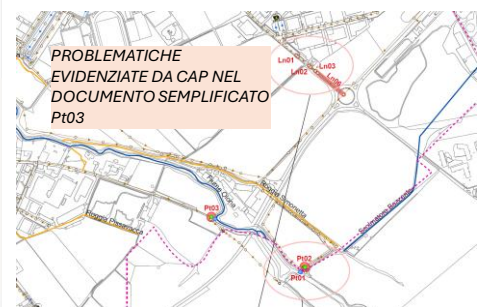 PROBLEMATICHE
EVIDENZIATE DA CAP NEL
DOCUMENTO SEMPLIFICATO
Pt03
Ln01
Ln03
Ln02
Pt03
Pt02
Pt01